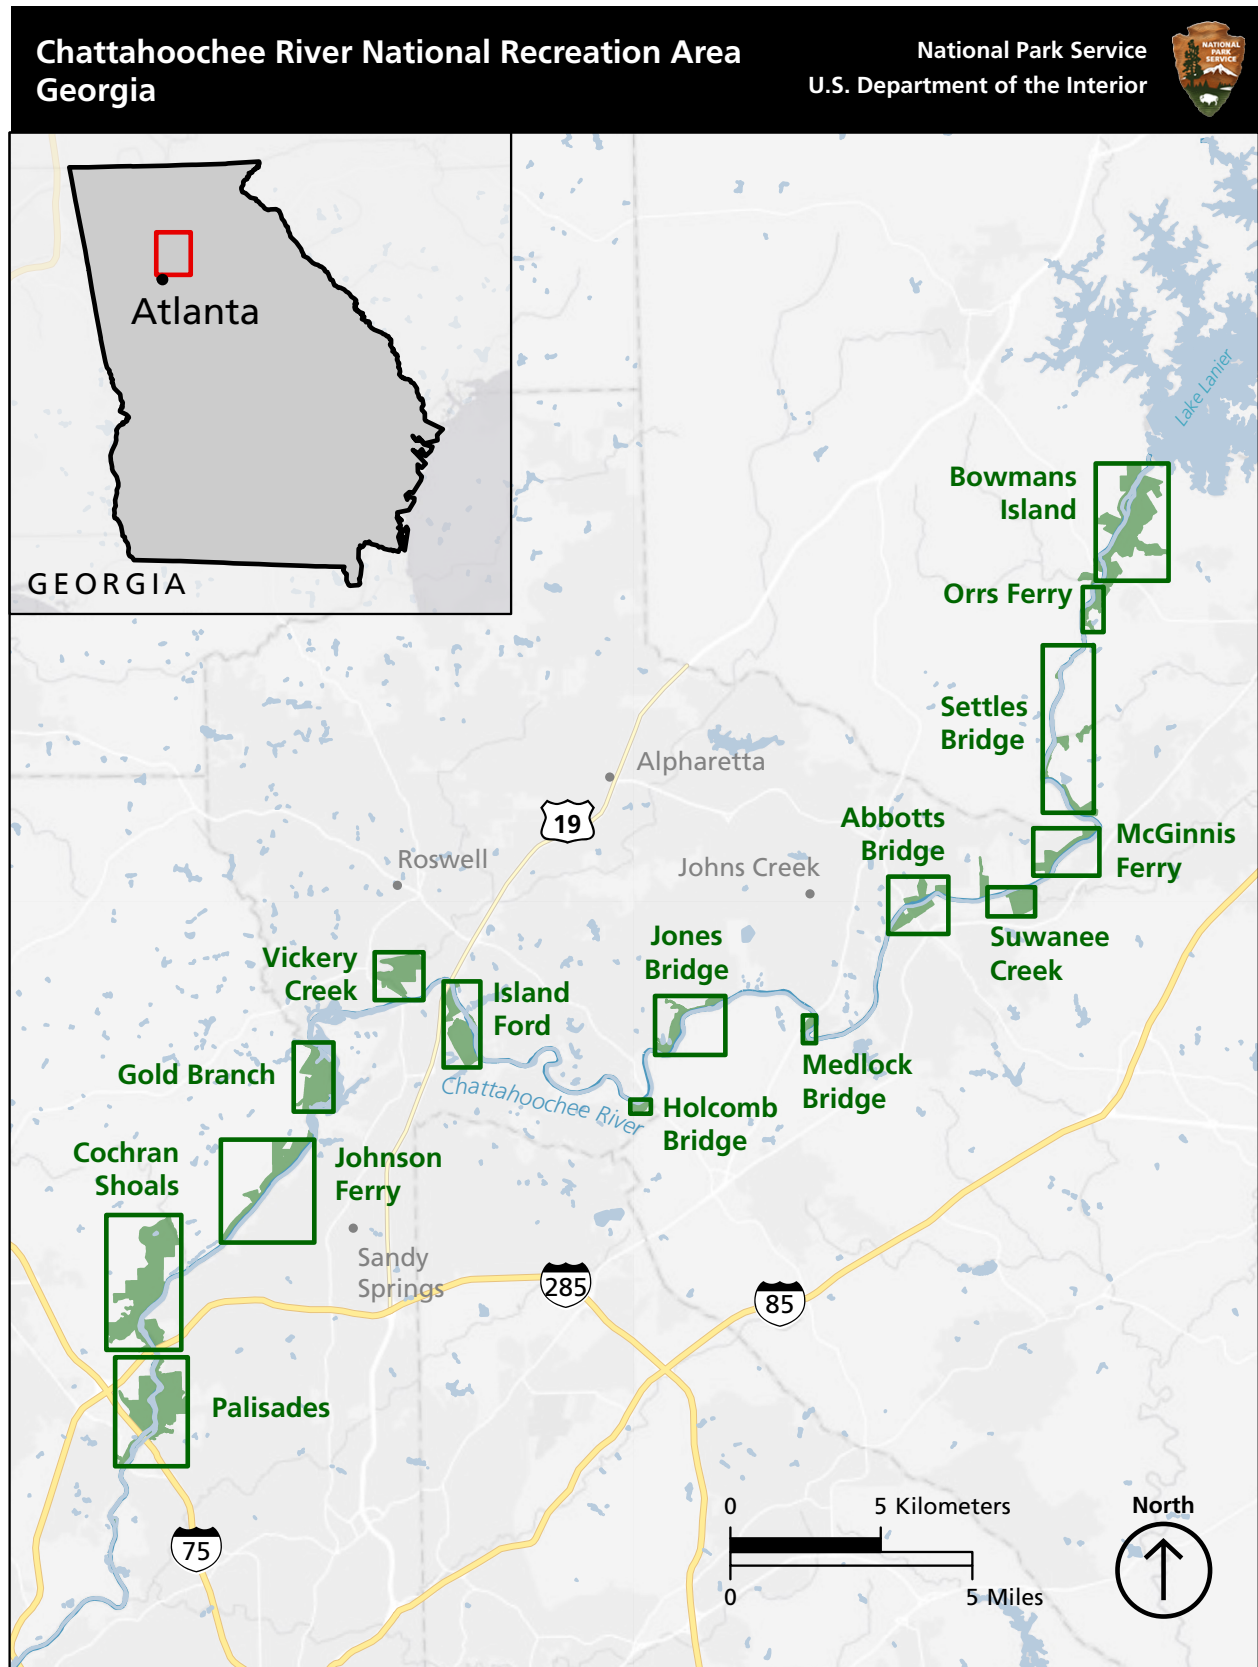 Chattahoochee River National Recreation Area
Georgia
National Park Service
U.S. Department of the Interior
NATIONAL
PARK
SERVICE
Atlanta
GEORGIA
Lake Lanier
Bowmans
Island
Orrs Ferry
Settles
Bridge
Alpharetta
19
Abbotts
Bridge
McGinnis
Ferry
Roswell
Johns Creek
Suwanee
Creek
Jones
Bridge
Vickery
Creek
Island
Ford
Gold Branch
Medlock
Bridge
Chattahoochee River
Holcomb
Bridge
Cochran
Shoals
Johnson
Ferry
Sandy
Springs
285
85
Palisades
75
0
5 Kilometers
0
5 Miles
North